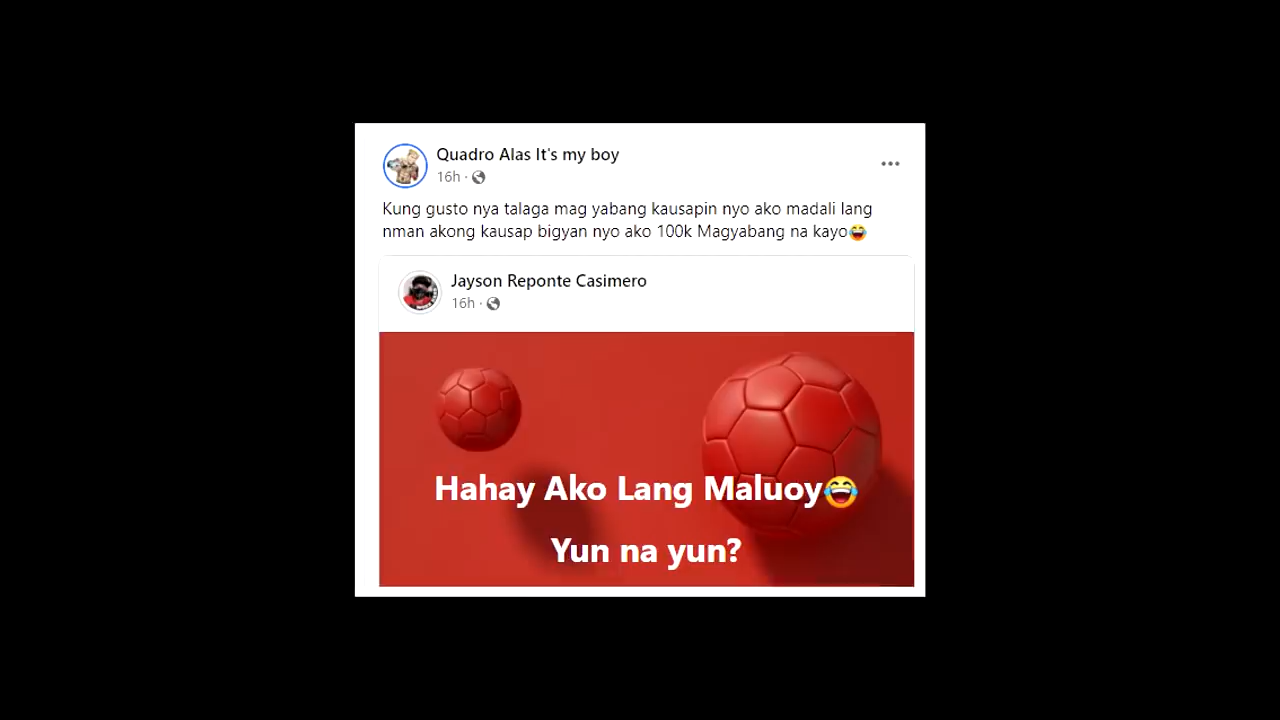 Quadro Alas It's my boy
16h ·
Kung gusto nya talaga mag yabang kausapin nyo ako madali lang
nman akong kausap bigyan nyo ako 100k Magyabang na kayo😂
Jayson Reponte Casimero
16h ·
Hahay Ako Lang Maluoy😂
Yun na yun?